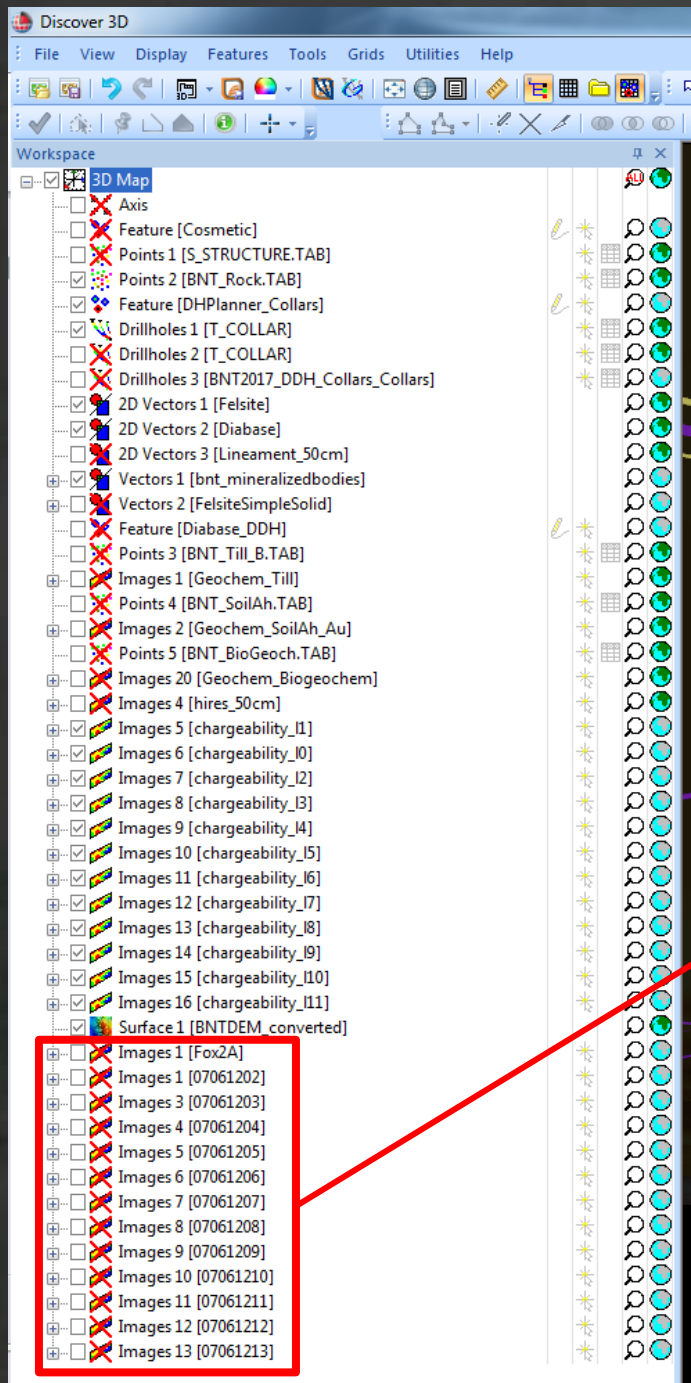 Discover 3D
File View Display Features Tools Grids Utilities Help
Workspace
3D Map
ALL
Axis
Feature [Cosmetic]
Points 1 [S_STRUCTURE.TAB]
Points 2 [BNT_Rock.TAB]
Feature [DHPlanner_Collars]
Drillholes 1 [T_COLLAR]
Drillholes 2 [T_COLLAR]
Drillholes 3 [BNT2017_DDH_Collars_Collars]
2D Vectors 1 [Felsite]
2D Vectors 2 [Diabase]
2D Vectors 3 [Lineament_50cm]
Vectors 1 [bnt_mineralizedbodies]
Vectors 2 [FelsiteSimpleSolid]
Feature [Diabase_DDH]
Points 3 [BNT_Till_B.TAB]
Images 1 [Geochem_Till]
Points 4 [BNT_SoilAh.TAB]
Images 2 [Geochem_SoilAh_Au]
Points 5 [BNT_BioGeoch.TAB]
Images 20 [Geochem_Biogeochem]
Images 4 [hires_50cm]
Images 5 [chargeability_l1]
Images 6 [chargeability_l0]
Images 7 [chargeability_l2]
Images 8 [chargeability_l3]
Images 9 [chargeability_l4]
Images 10 [chargeability_l5]
Images 11 [chargeability_l6]
Images 12 [chargeability_l7]
Images 13 [chargeability_l8]
Images 14 [chargeability_l9]
Images 15 [chargeability_l10]
Images 16 [chargeability_l11]
Surface 1 [BNTDEM_converted]
Images 1 [Fox2A]
Images 1 [07061202]
Images 3 [07061203]
Images 4 [07061204]
Images 5 [07061205]
Images 6 [07061206]
Images 7 [07061207]
Images 8 [07061208]
Images 9 [07061209]
Images 10 [07061210]
Images 11 [07061211]
Images 12 [07061212]
Images 13 [07061213]